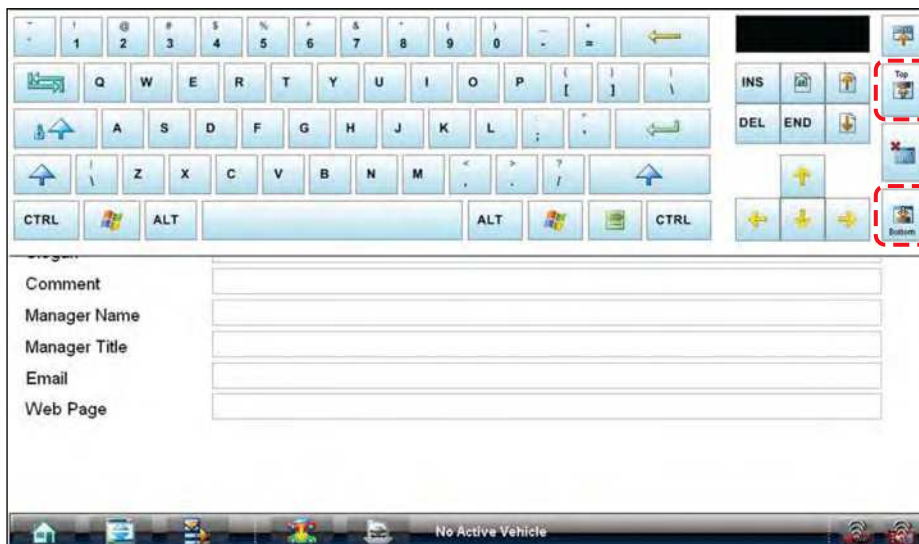 ~ ! @ # $ % ^ & * ( ) _ +
` 1 2 3 4 5 6 7 8 9 0 - =
Top
Q W E R T Y U I O P { [ } ] | \ INS
A S D F G H J K L : ; " ' DEL END
| \ Z X C V B N M < , > . ? /
CTRL ALT ALT CTRL Bottom
Slogan
Comment
Manager Name
Manager Title
Email
Web Page
No Active Vehicle